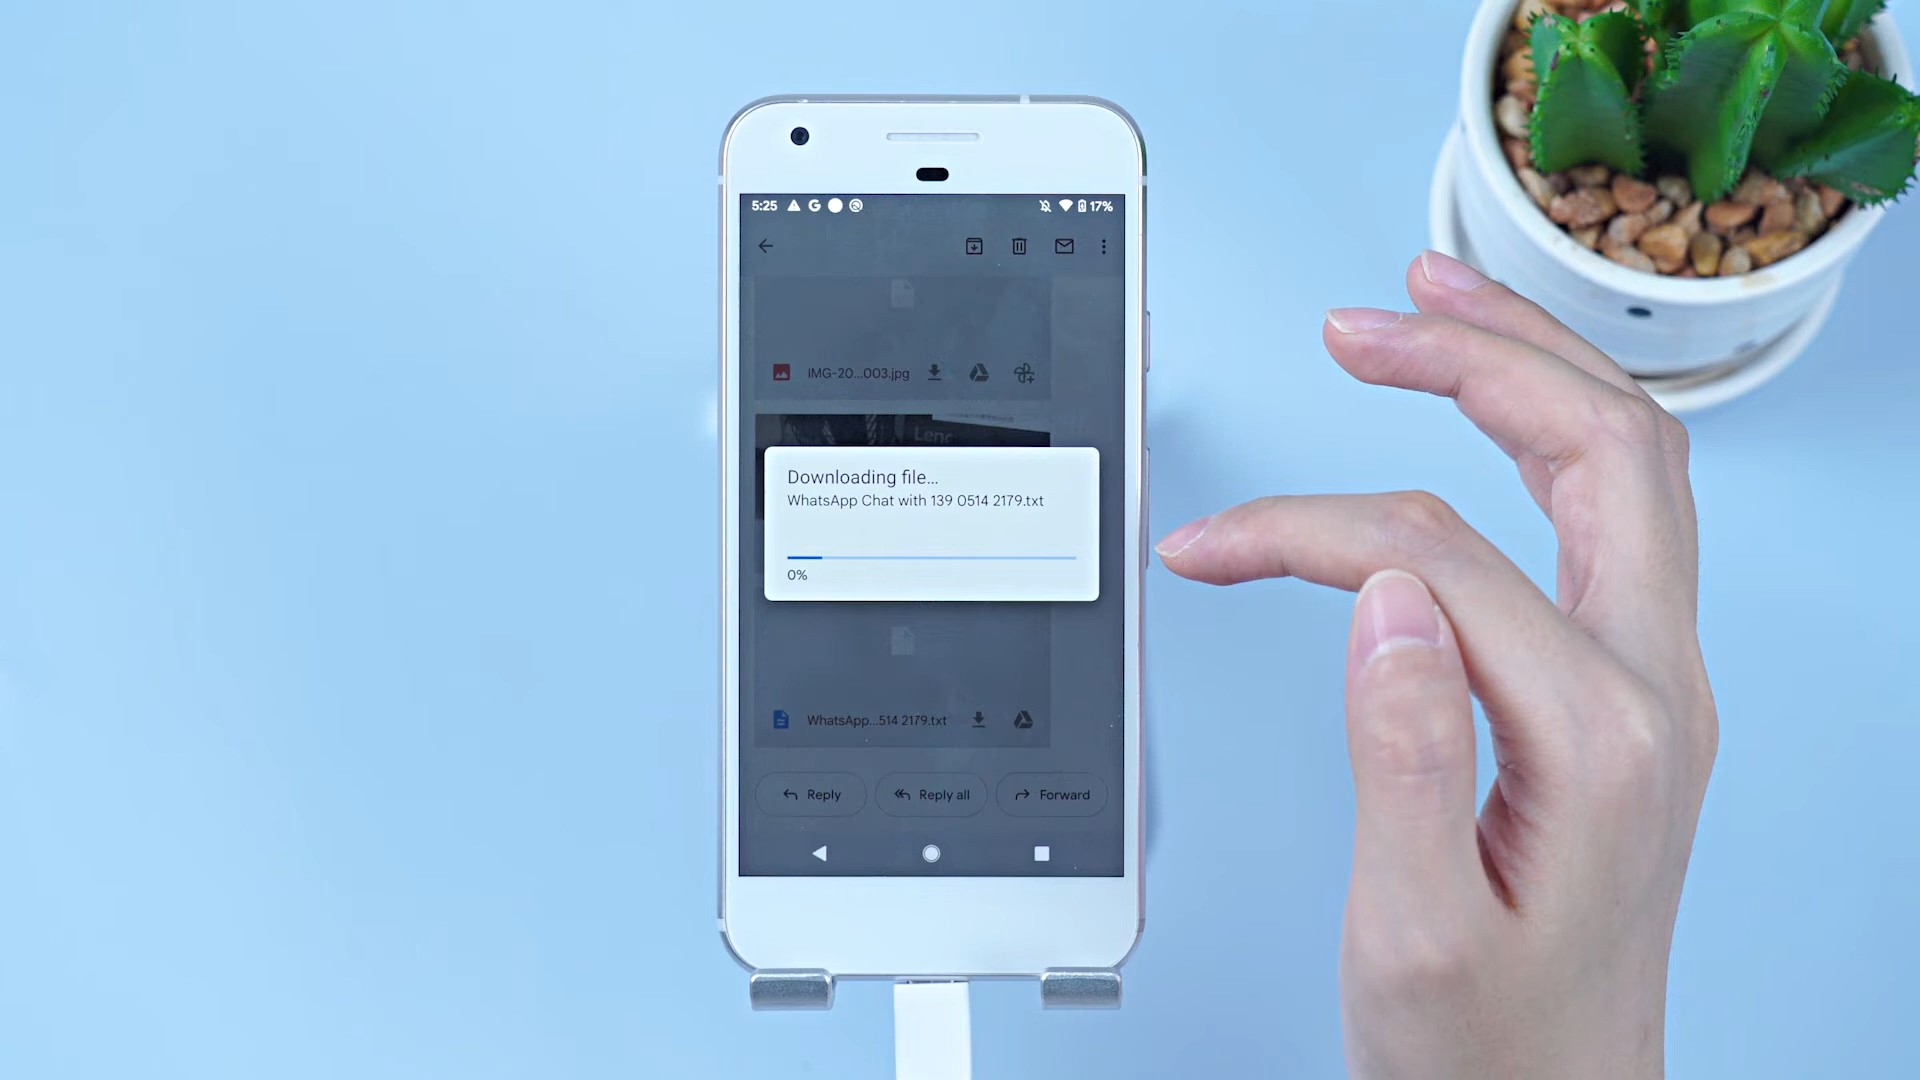 5:25 G 17%
IMG-20...003.jpg
Lenc
Downloading file...
WhatsApp Chat with 139 0514 2179.txt
0%
WhatsApp...514 2179.txt
Reply Reply all Forward